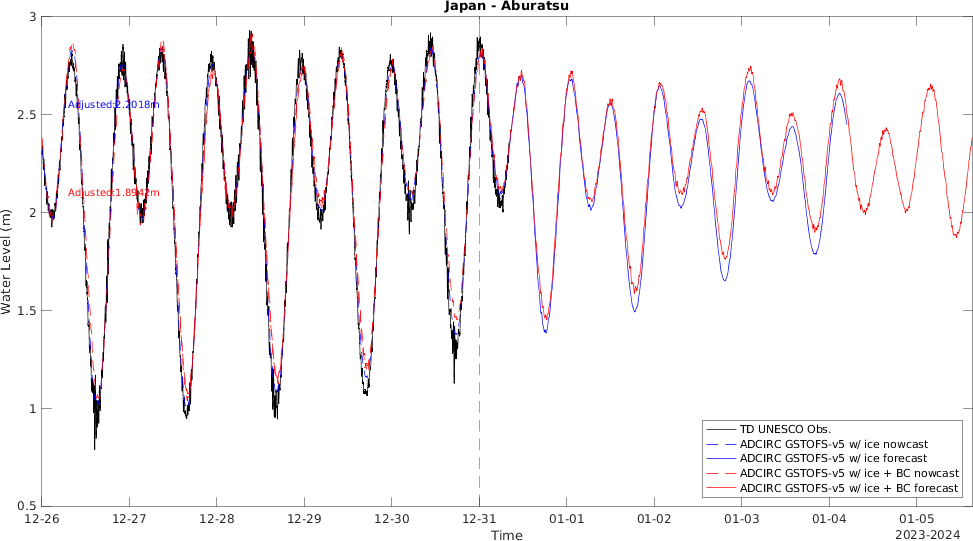 Japan - Aburatsu
3
2.5
2
1.5
1
0.5
Water Level (m)
Adjusted:2.2018m
Adjusted:1.8942m
TD UNESCO Obs.
ADCIRC GSTOFS-v5 w/ ice nowcast
ADCIRC GSTOFS-v5 w/ ice forecast
ADCIRC GSTOFS-v5 w/ ice + BC nowcast
ADCIRC GSTOFS-v5 w/ ice + BC forecast
12-26 12-27 12-28 12-29 12-30 12-31 01-01 01-02 01-03 01-04 01-05
Time
2023-2024